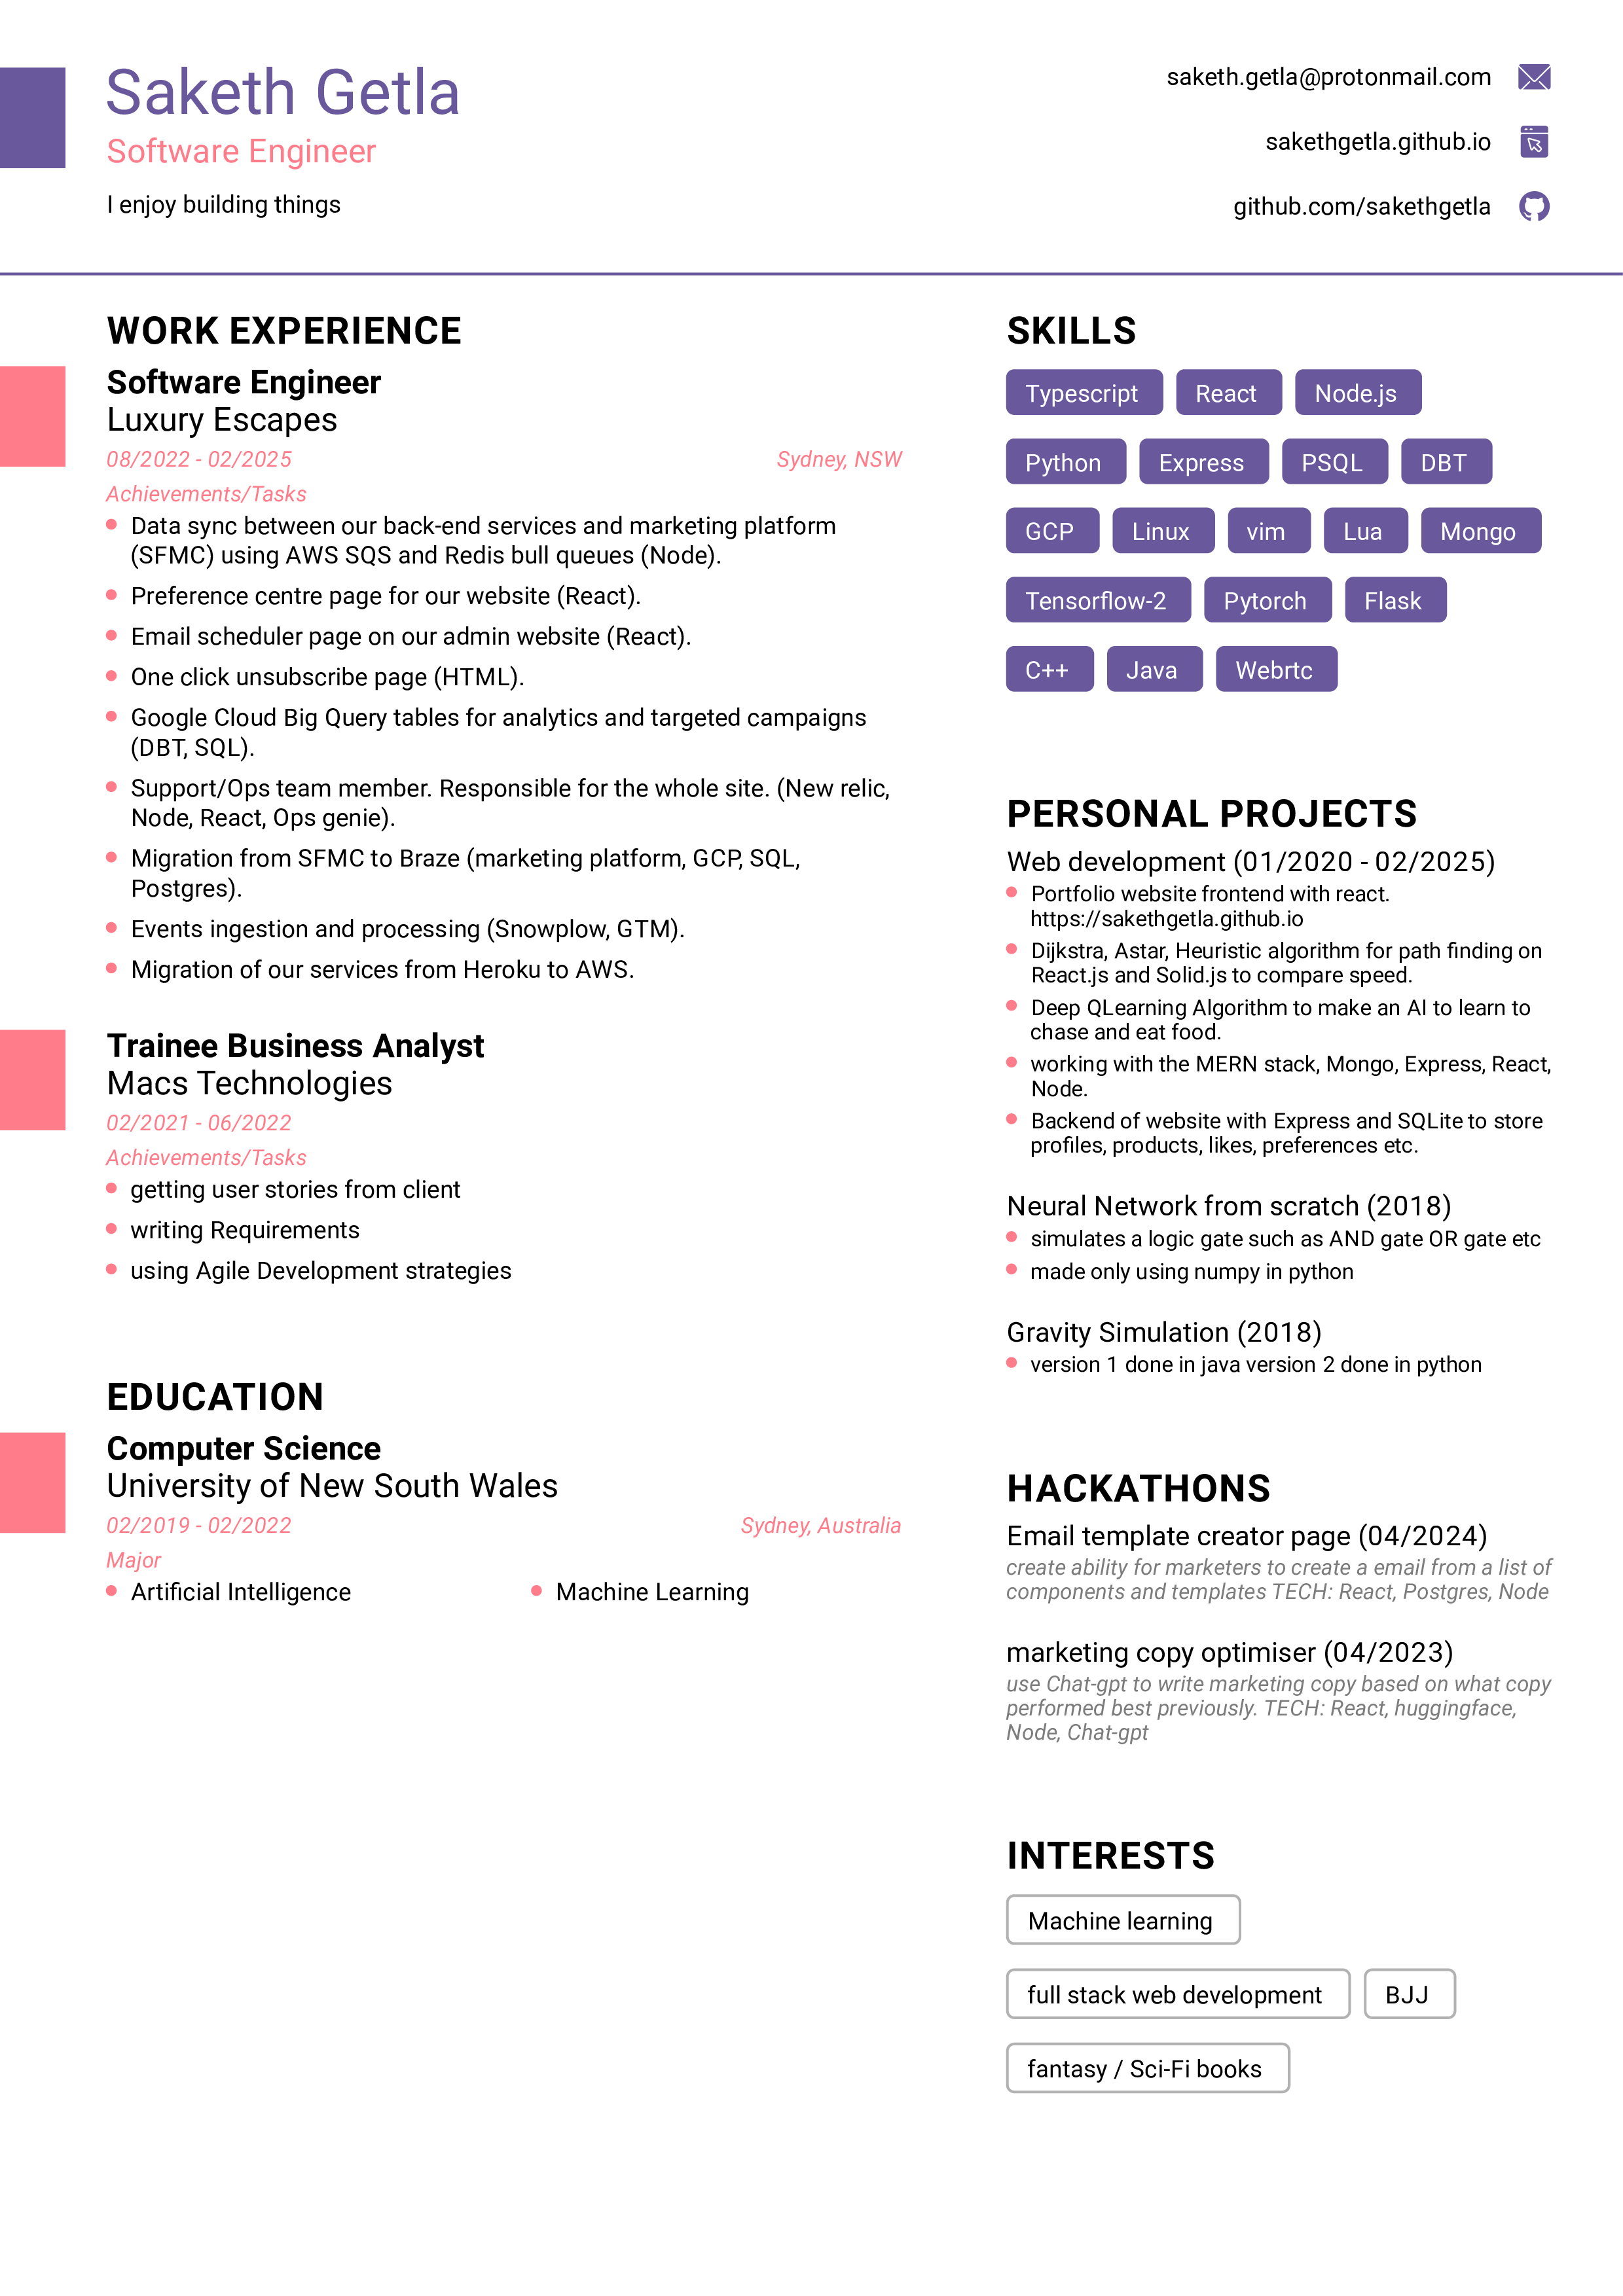 Saketh Getla
Software Engineer
I enjoy building things
saketh.getla@protonmail.com
sakethgetla.github.io
github.com/sakethgetla
WORK EXPERIENCE
Software Engineer
Luxury Escapes
08/2022 - 02/2025
Sydney, NSW
Achievements/Tasks
Data sync between our back-end services and marketing platform
(SFMC) using AWS SQS and Redis bull queues (Node).
Preference centre page for our website (React).
Email scheduler page on our admin website (React).
One click unsubscribe page (HTML).
Google Cloud Big Query tables for analytics and targeted campaigns
(DBT, SQL).
Support/Ops team member. Responsible for the whole site. (New relic,
Node, React, Ops genie).
Migration from SFMC to Braze (marketing platform, GCP, SQL,
Postgres).
Events ingestion and processing (Snowplow, GTM).
Migration of our services from Heroku to AWS.
Trainee Business Analyst
Macs Technologies
02/2021 - 06/2022
Achievements/Tasks
getting user stories from client
writing Requirements
using Agile Development strategies
EDUCATION
Computer Science
University of New South Wales
02/2019 - 02/2022
Sydney, Australia
Major
Artificial Intelligence
Machine Learning
SKILLS
Typescript React Node.js
Python Express PSQL DBT
GCP Linux vim Lua Mongo
Tensorflow-2 Pytorch Flask
C++ Java Webrtc
PERSONAL PROJECTS
Web development (01/2020 - 02/2025)
Portfolio website frontend with react.
https://sakethgetla.github.io
Dijkstra, Astar, Heuristic algorithm for path finding on
React.js and Solid.js to compare speed.
Deep QLearning Algorithm to make an AI to learn to
chase and eat food.
working with the MERN stack, Mongo, Express, React,
Node.
Backend of website with Express and SQLite to store
profiles, products, likes, preferences etc.
Neural Network from scratch (2018)
simulates a logic gate such as AND gate OR gate etc
made only using numpy in python
Gravity Simulation (2018)
version 1 done in java version 2 done in python
HACKATHONS
Email template creator page (04/2024)
create ability for marketers to create a email from a list of
components and templates TECH: React, Postgres, Node
marketing copy optimiser (04/2023)
use Chat-gpt to write marketing copy based on what copy
performed best previously. TECH: React, huggingface,
Node, Chat-gpt
INTERESTS
Machine learning
full stack web development BJJ
fantasy / Sci-Fi books